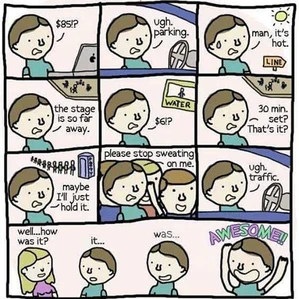 $85!?
ugh.
parking.
man, it's
hot.
LINE
the stage
is so far
away.
WATER
$6!?
30 min.
set?
That's it?
maybe
I'll just
hold it.
please stop sweating
on me.
ugh.
traffic.
well...how
was it?
it...
was...
AWESOME!!